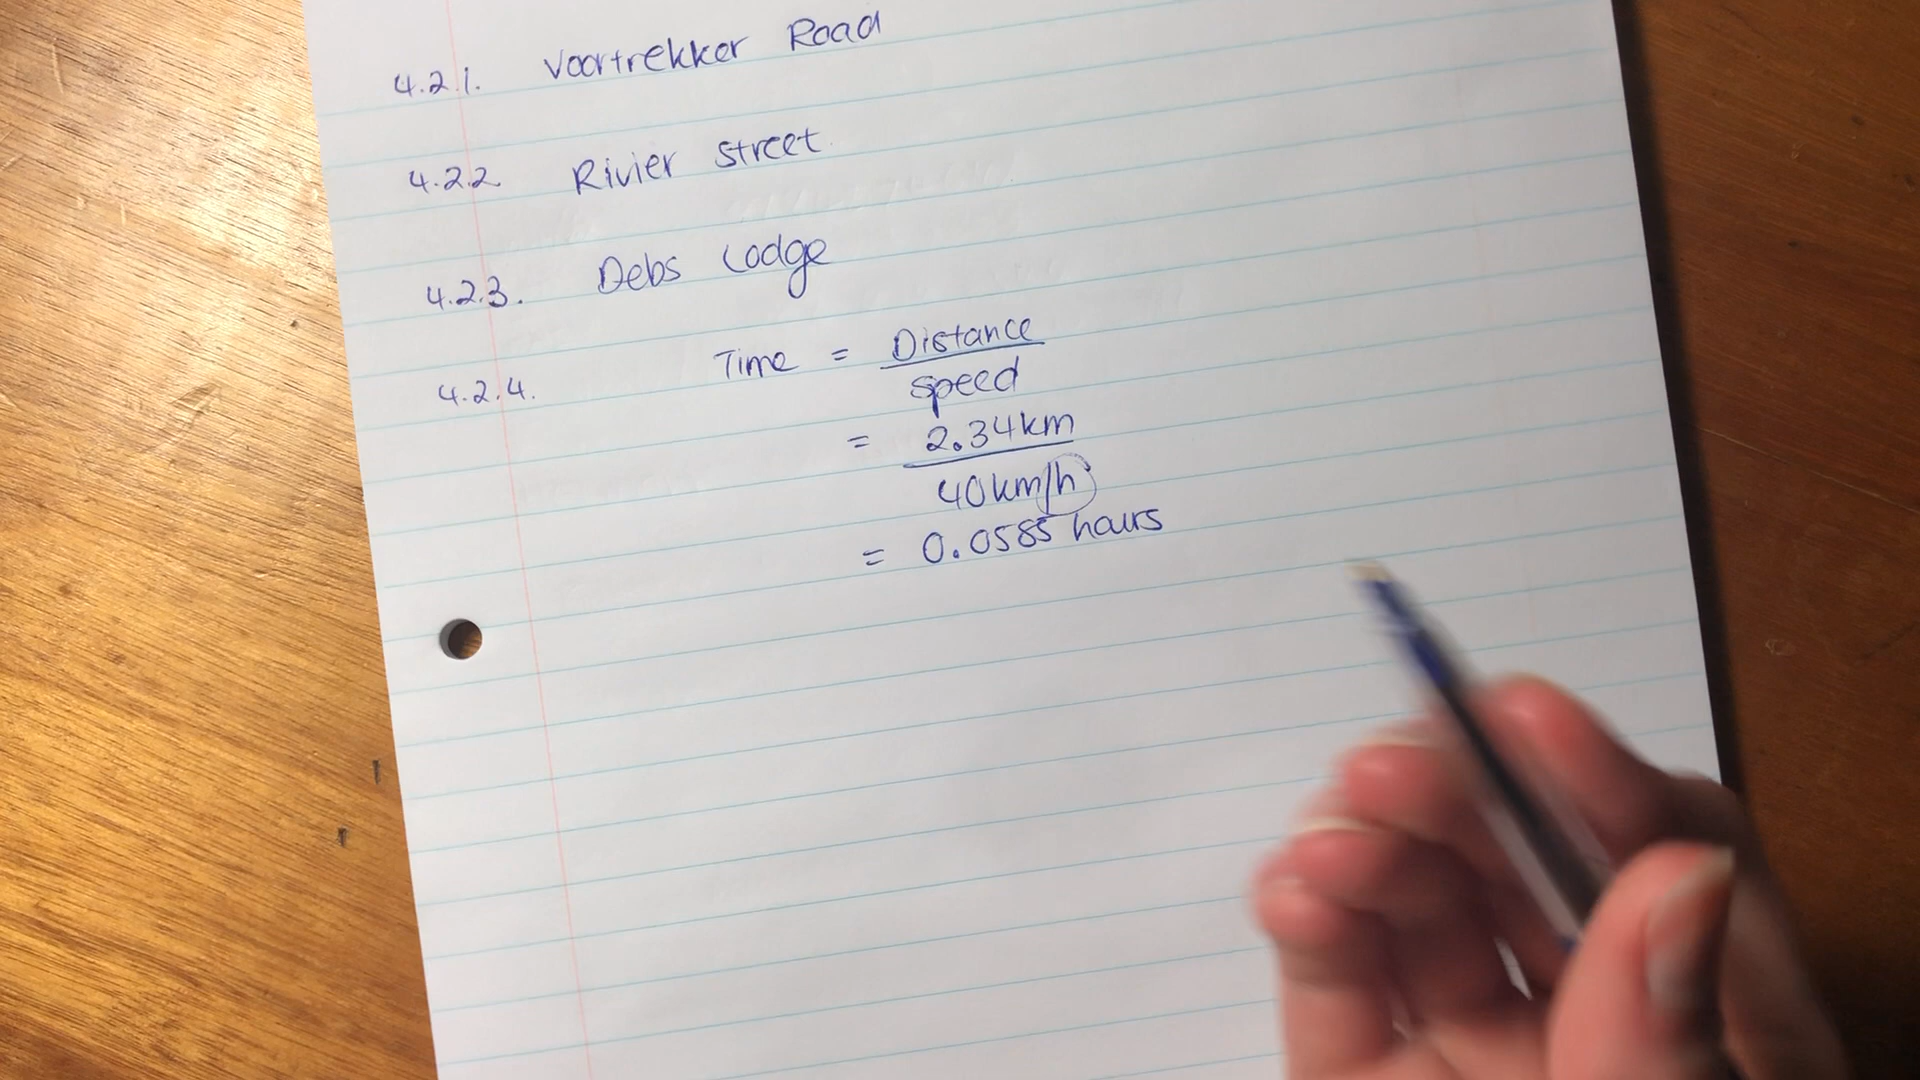 4.2.1. Voortrekker Road
4.2.2 Rivier Street
4.2.3. Debs Lodge
4.2.4. Time = Distance
speed
= 2.34km
40km/h
= 0.0585 hours